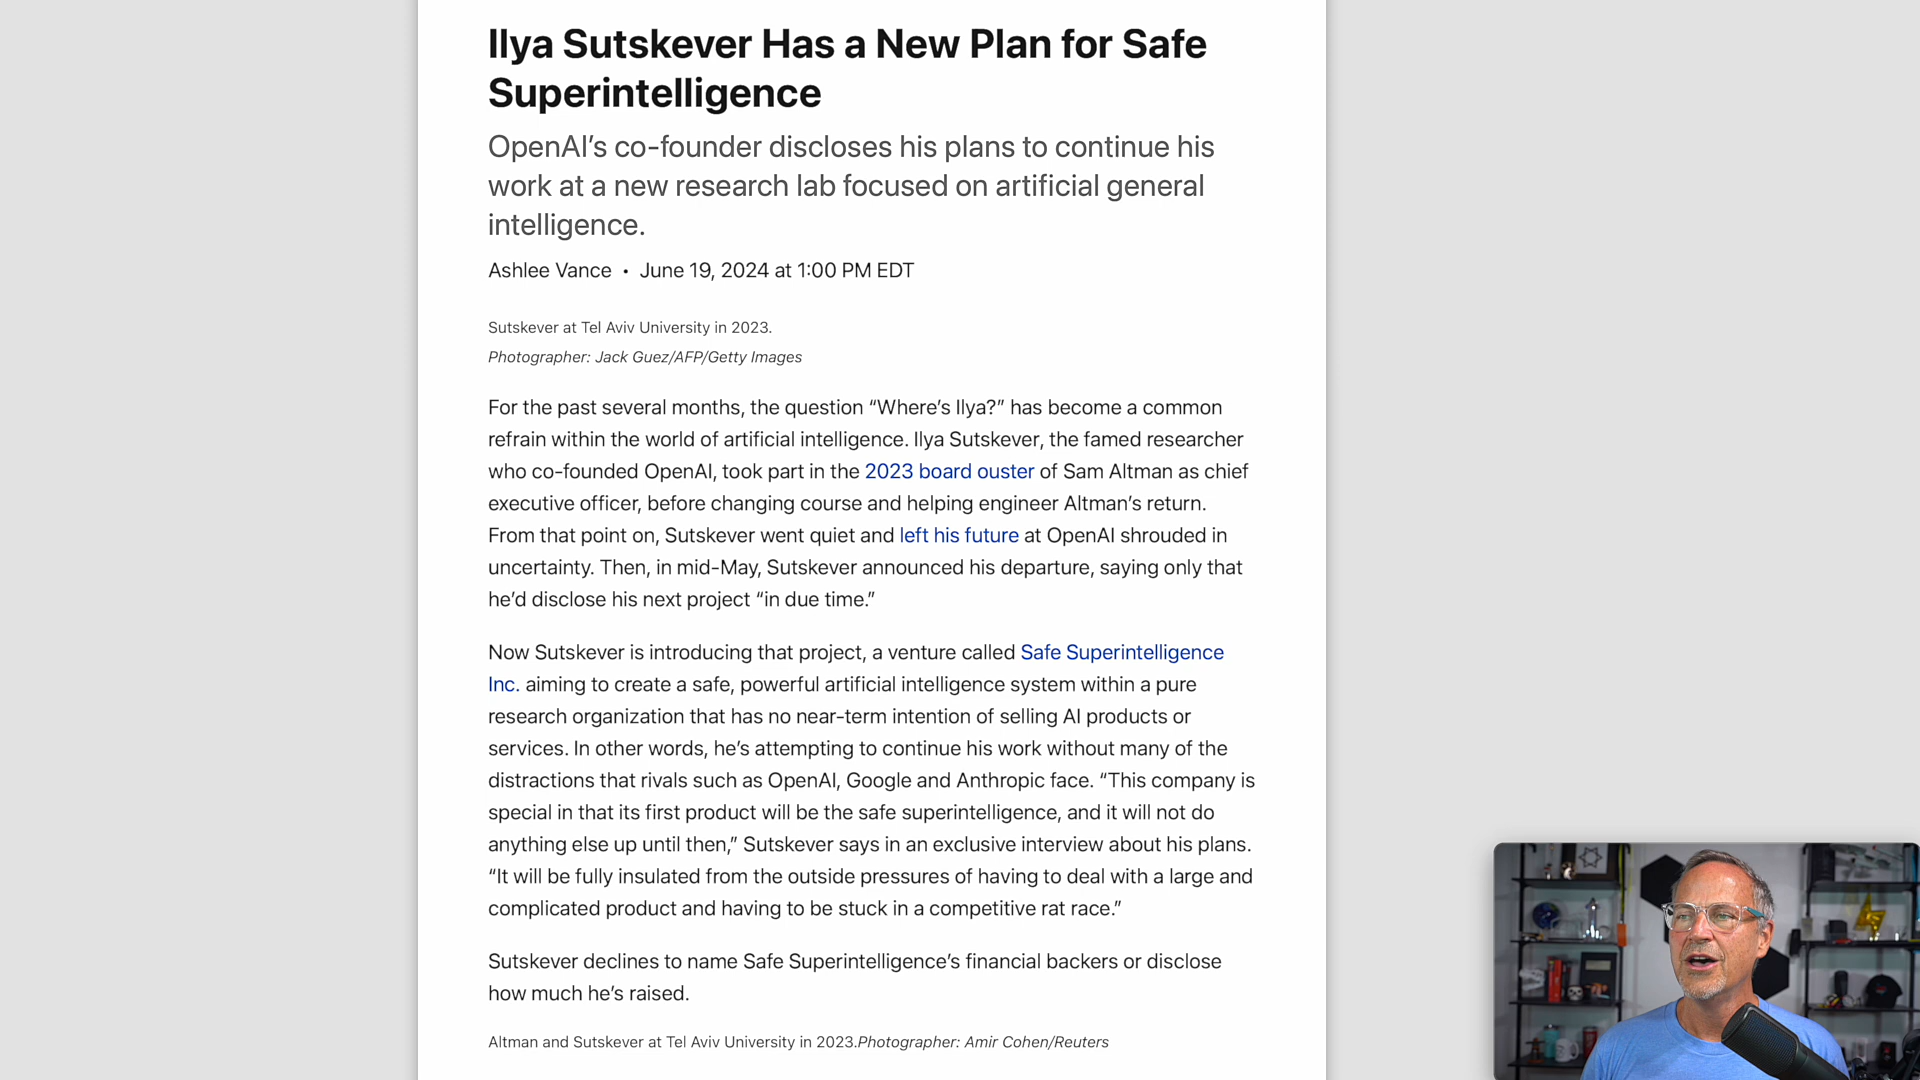 Ilya Sutskever Has a New Plan for Safe
Superintelligence
OpenAI’s co-founder discloses his plans to continue his
work at a new research lab focused on artificial general
intelligence.
Ashlee Vance • June 19, 2024 at 1:00 PM EDT
Sutskever at Tel Aviv University in 2023.
Photographer: Jack Guez/AFP/Getty Images
For the past several months, the question “Where’s Ilya?” has become a common
refrain within the world of artificial intelligence. Ilya Sutskever, the famed researcher
who co-founded OpenAI, took part in the 2023 board ouster of Sam Altman as chief
executive officer, before changing course and helping engineer Altman’s return.
From that point on, Sutskever went quiet and left his future at OpenAI shrouded in
uncertainty. Then, in mid-May, Sutskever announced his departure, saying only that
he’d disclose his next project “in due time.”
Now Sutskever is introducing that project, a venture called Safe Superintelligence
Inc. aiming to create a safe, powerful artificial intelligence system within a pure
research organization that has no near-term intention of selling AI products or
services. In other words, he’s attempting to continue his work without many of the
distractions that rivals such as OpenAI, Google and Anthropic face. “This company is
special in that its first product will be the safe superintelligence, and it will not do
anything else up until then,” Sutskever says in an exclusive interview about his plans.
“It will be fully insulated from the outside pressures of having to deal with a large and
complicated product and having to be stuck in a competitive rat race.”
Sutskever declines to name Safe Superintelligence’s financial backers or disclose
how much he’s raised.
Altman and Sutskever at Tel Aviv University in 2023.Photographer: Amir Cohen/Reuters